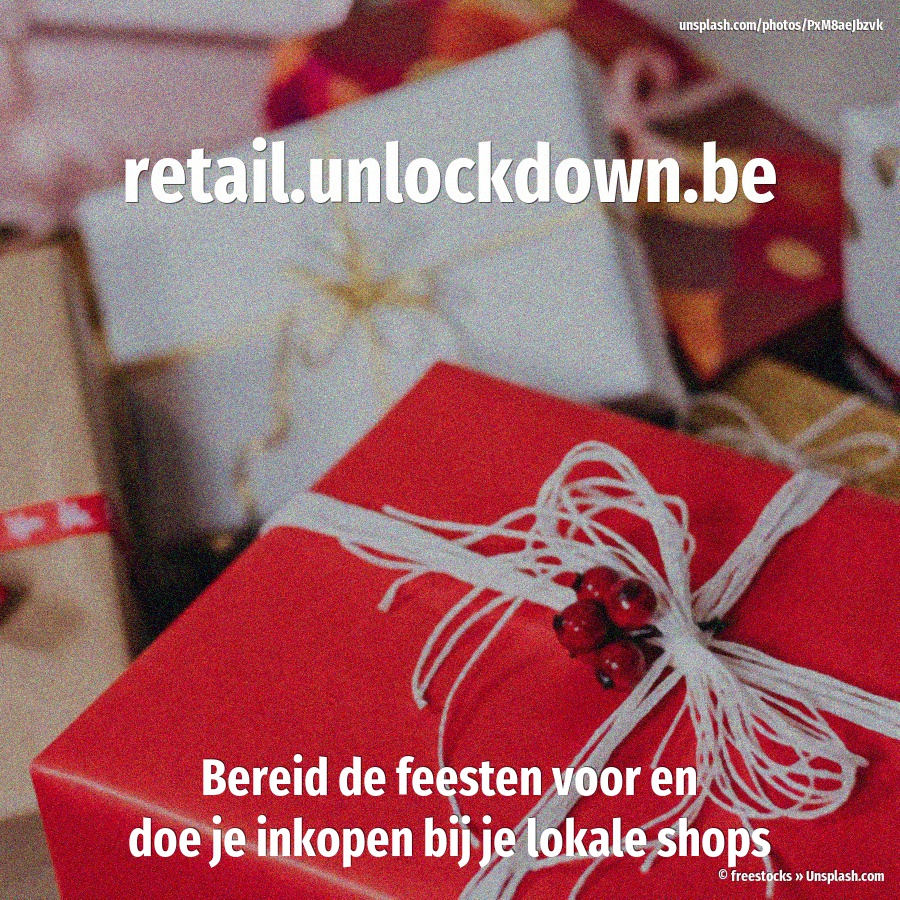 unsplash.com/photos/PxM8aeJbzvk
retail.unlockdown.be
Bereid de feesten voor en
doe je inkopen bij je lokale shops
© freestocks » Unsplash.com